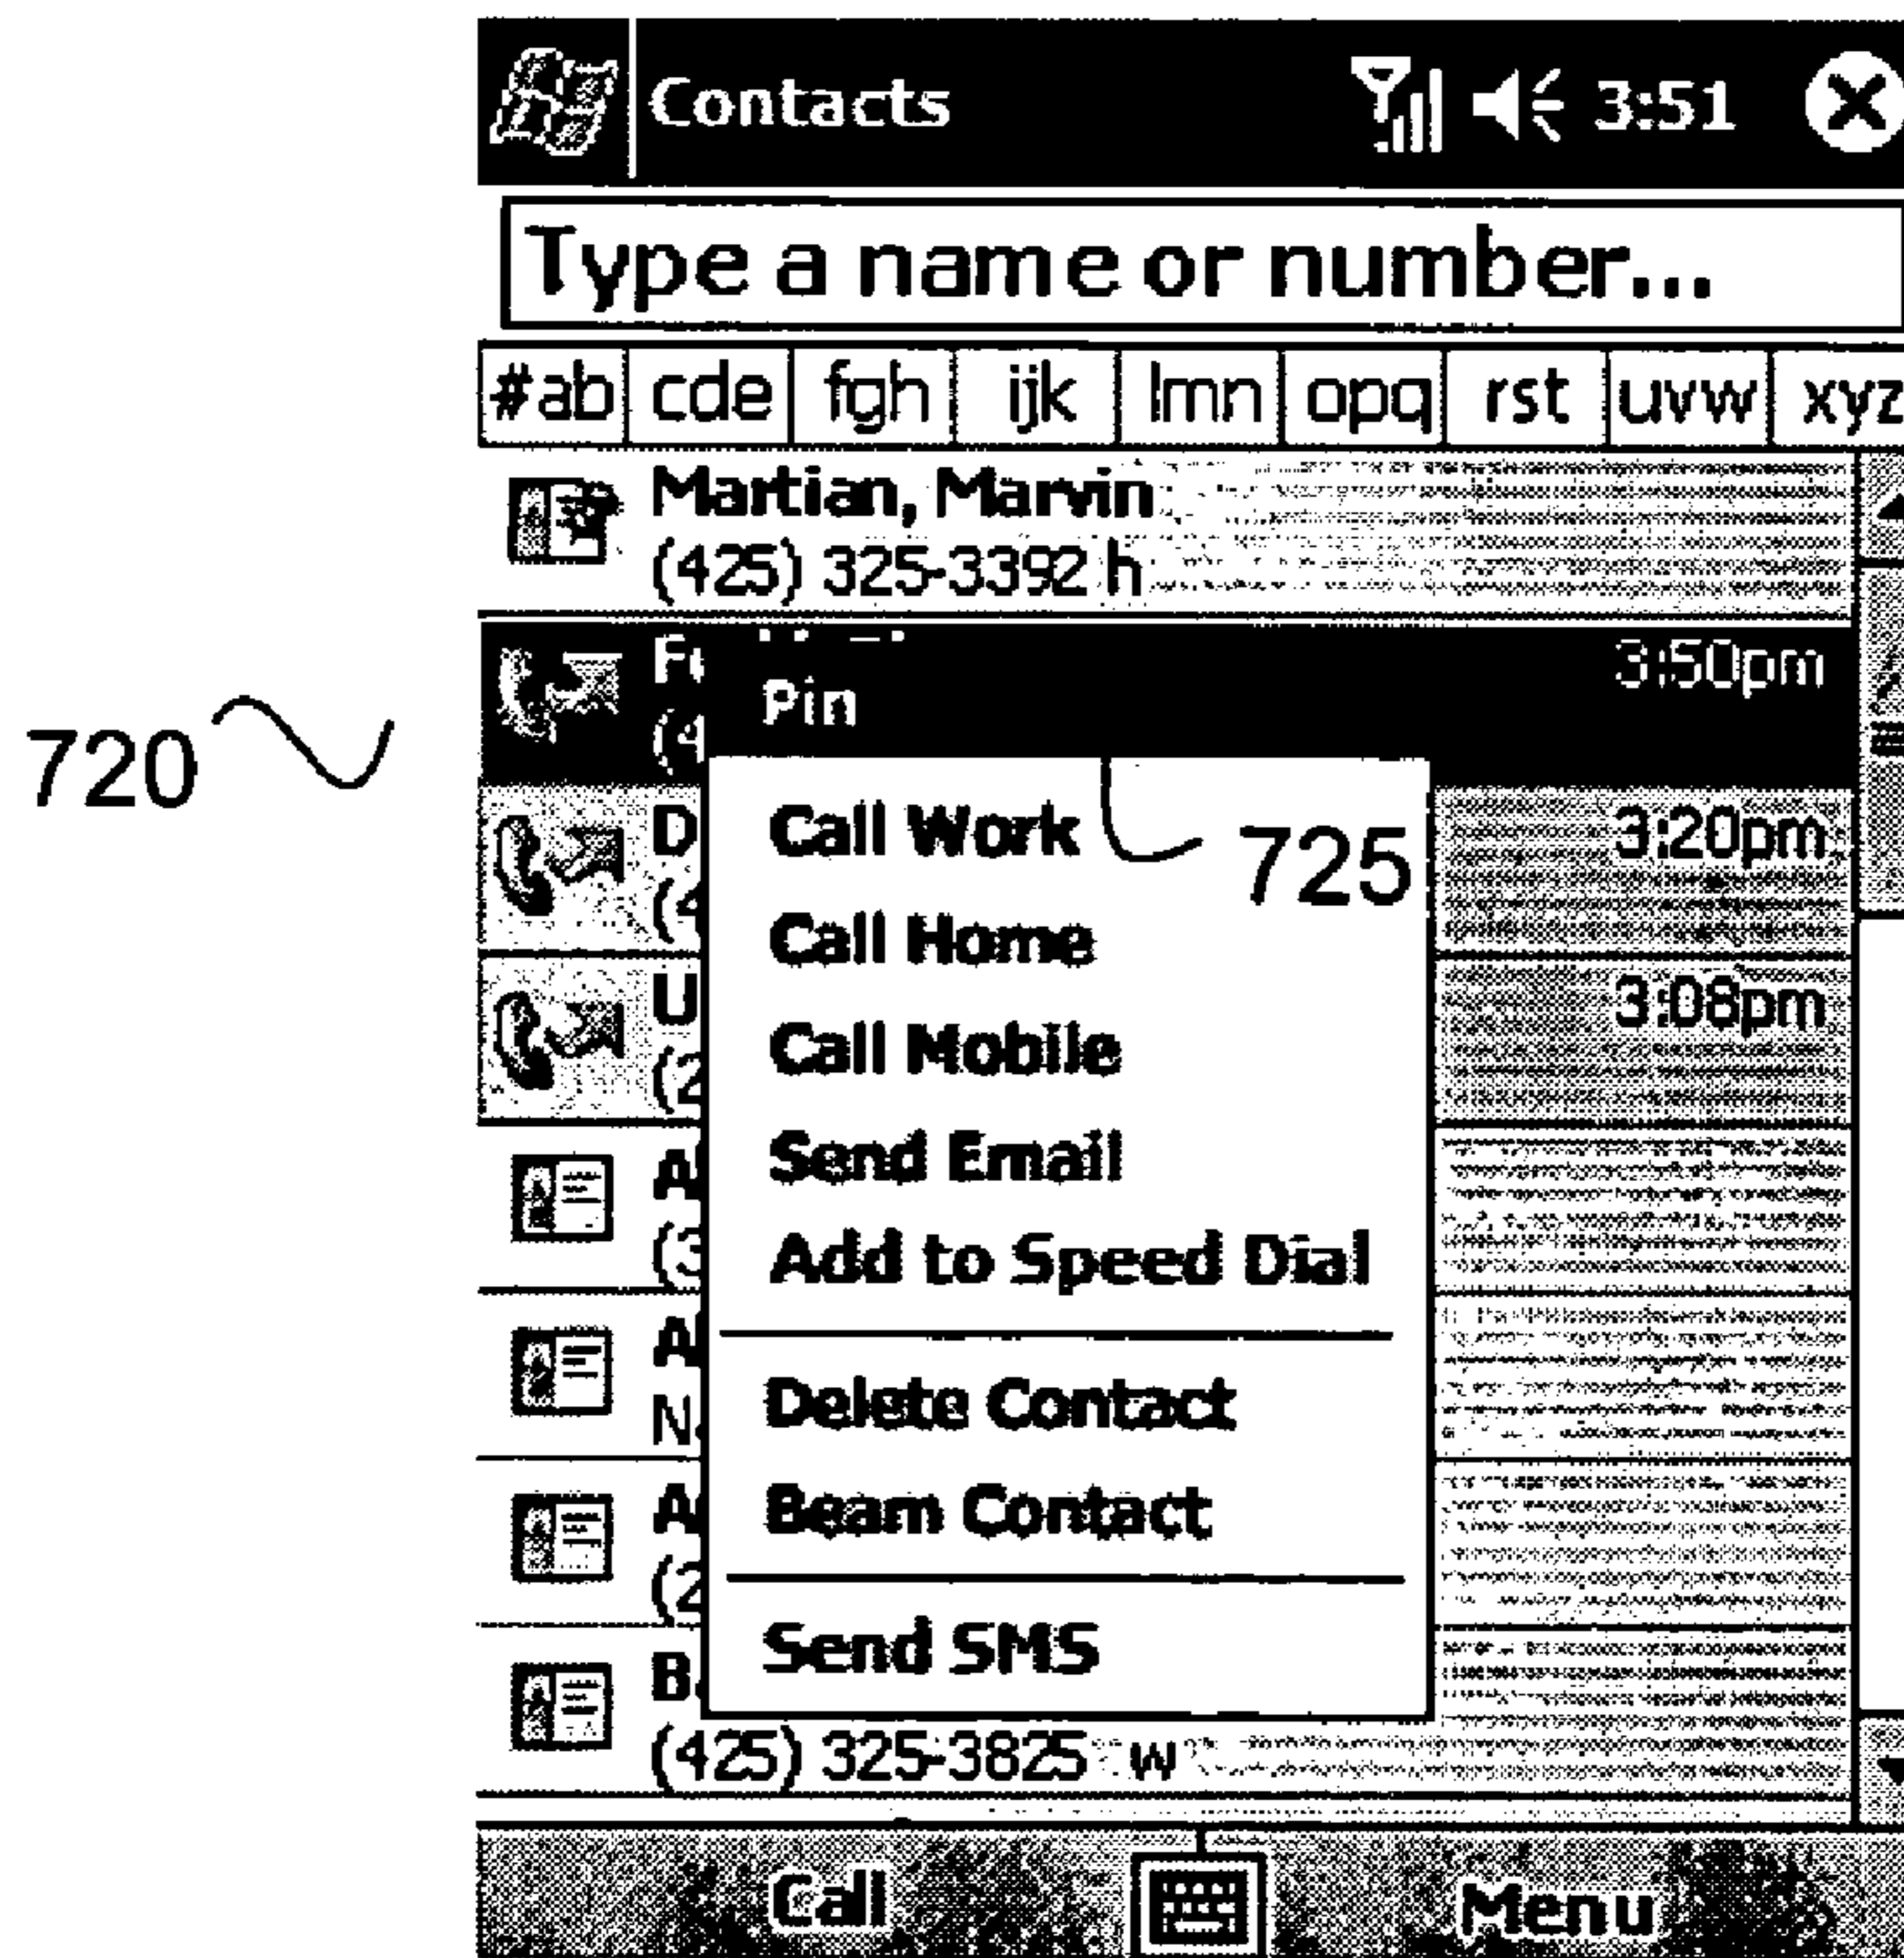 Contacts 3:51
Type a name or number...
#ab cde fgh ijk lmn opq rst uvw xyz
Martian, Marvin
(425) 325-3392 h
3:50pm
Pin
720
Call Work
725
3:20pm
Call Home
3:08pm
Call Mobile
Send Email
Add to Speed Dial
Delete Contact
Beam Contact
Send SMS
(425) 325-3825 w
Call Menu